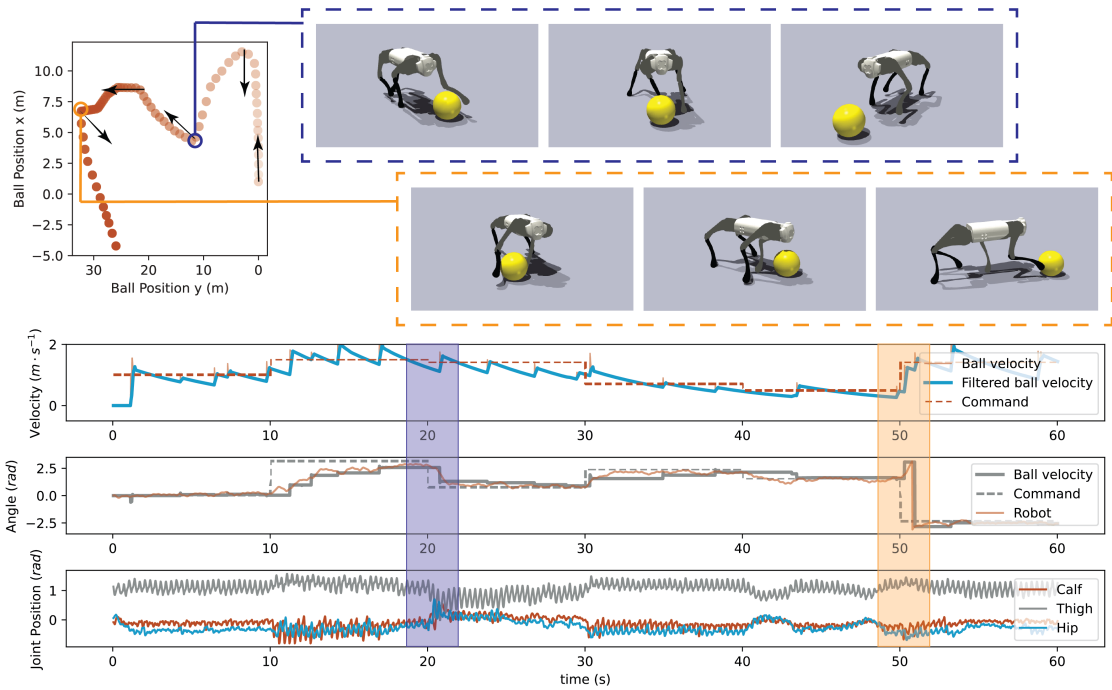 10.0
7.5
5.0
2.5
0.0
−2.5
−5.0
Ball Position x (m)
30 20 10 0
Ball Position y (m)
2
0
Velocity (m · s⁻¹)
Ball velocity
Filtered ball velocity
Command
0 10 20 30 40 50 60
2.5
0.0
−2.5
Angle (rad)
Ball velocity
Command
Robot
0 10 20 30 40 50 60
1
0
Joint Position (rad)
Calf
Thigh
Hip
0 10 20 30 40 50 60
time (s)